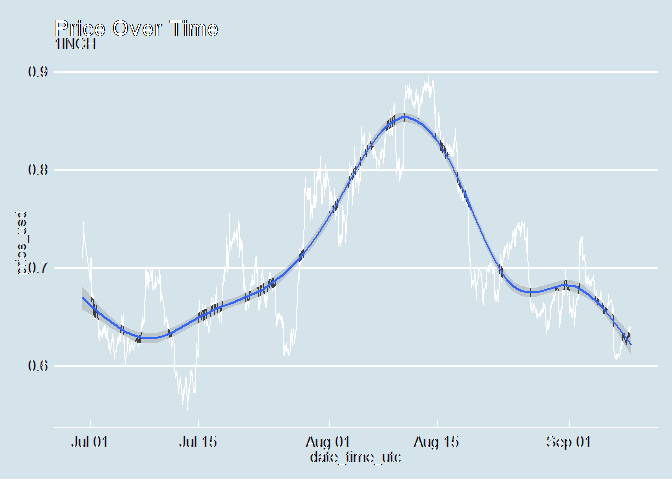 Price Over Time
1INCH
0.9
0.8
0.7
0.6
price_usd
Jul 01
Jul 15
Aug 01
Aug 15
Sep 01
date_time_utc